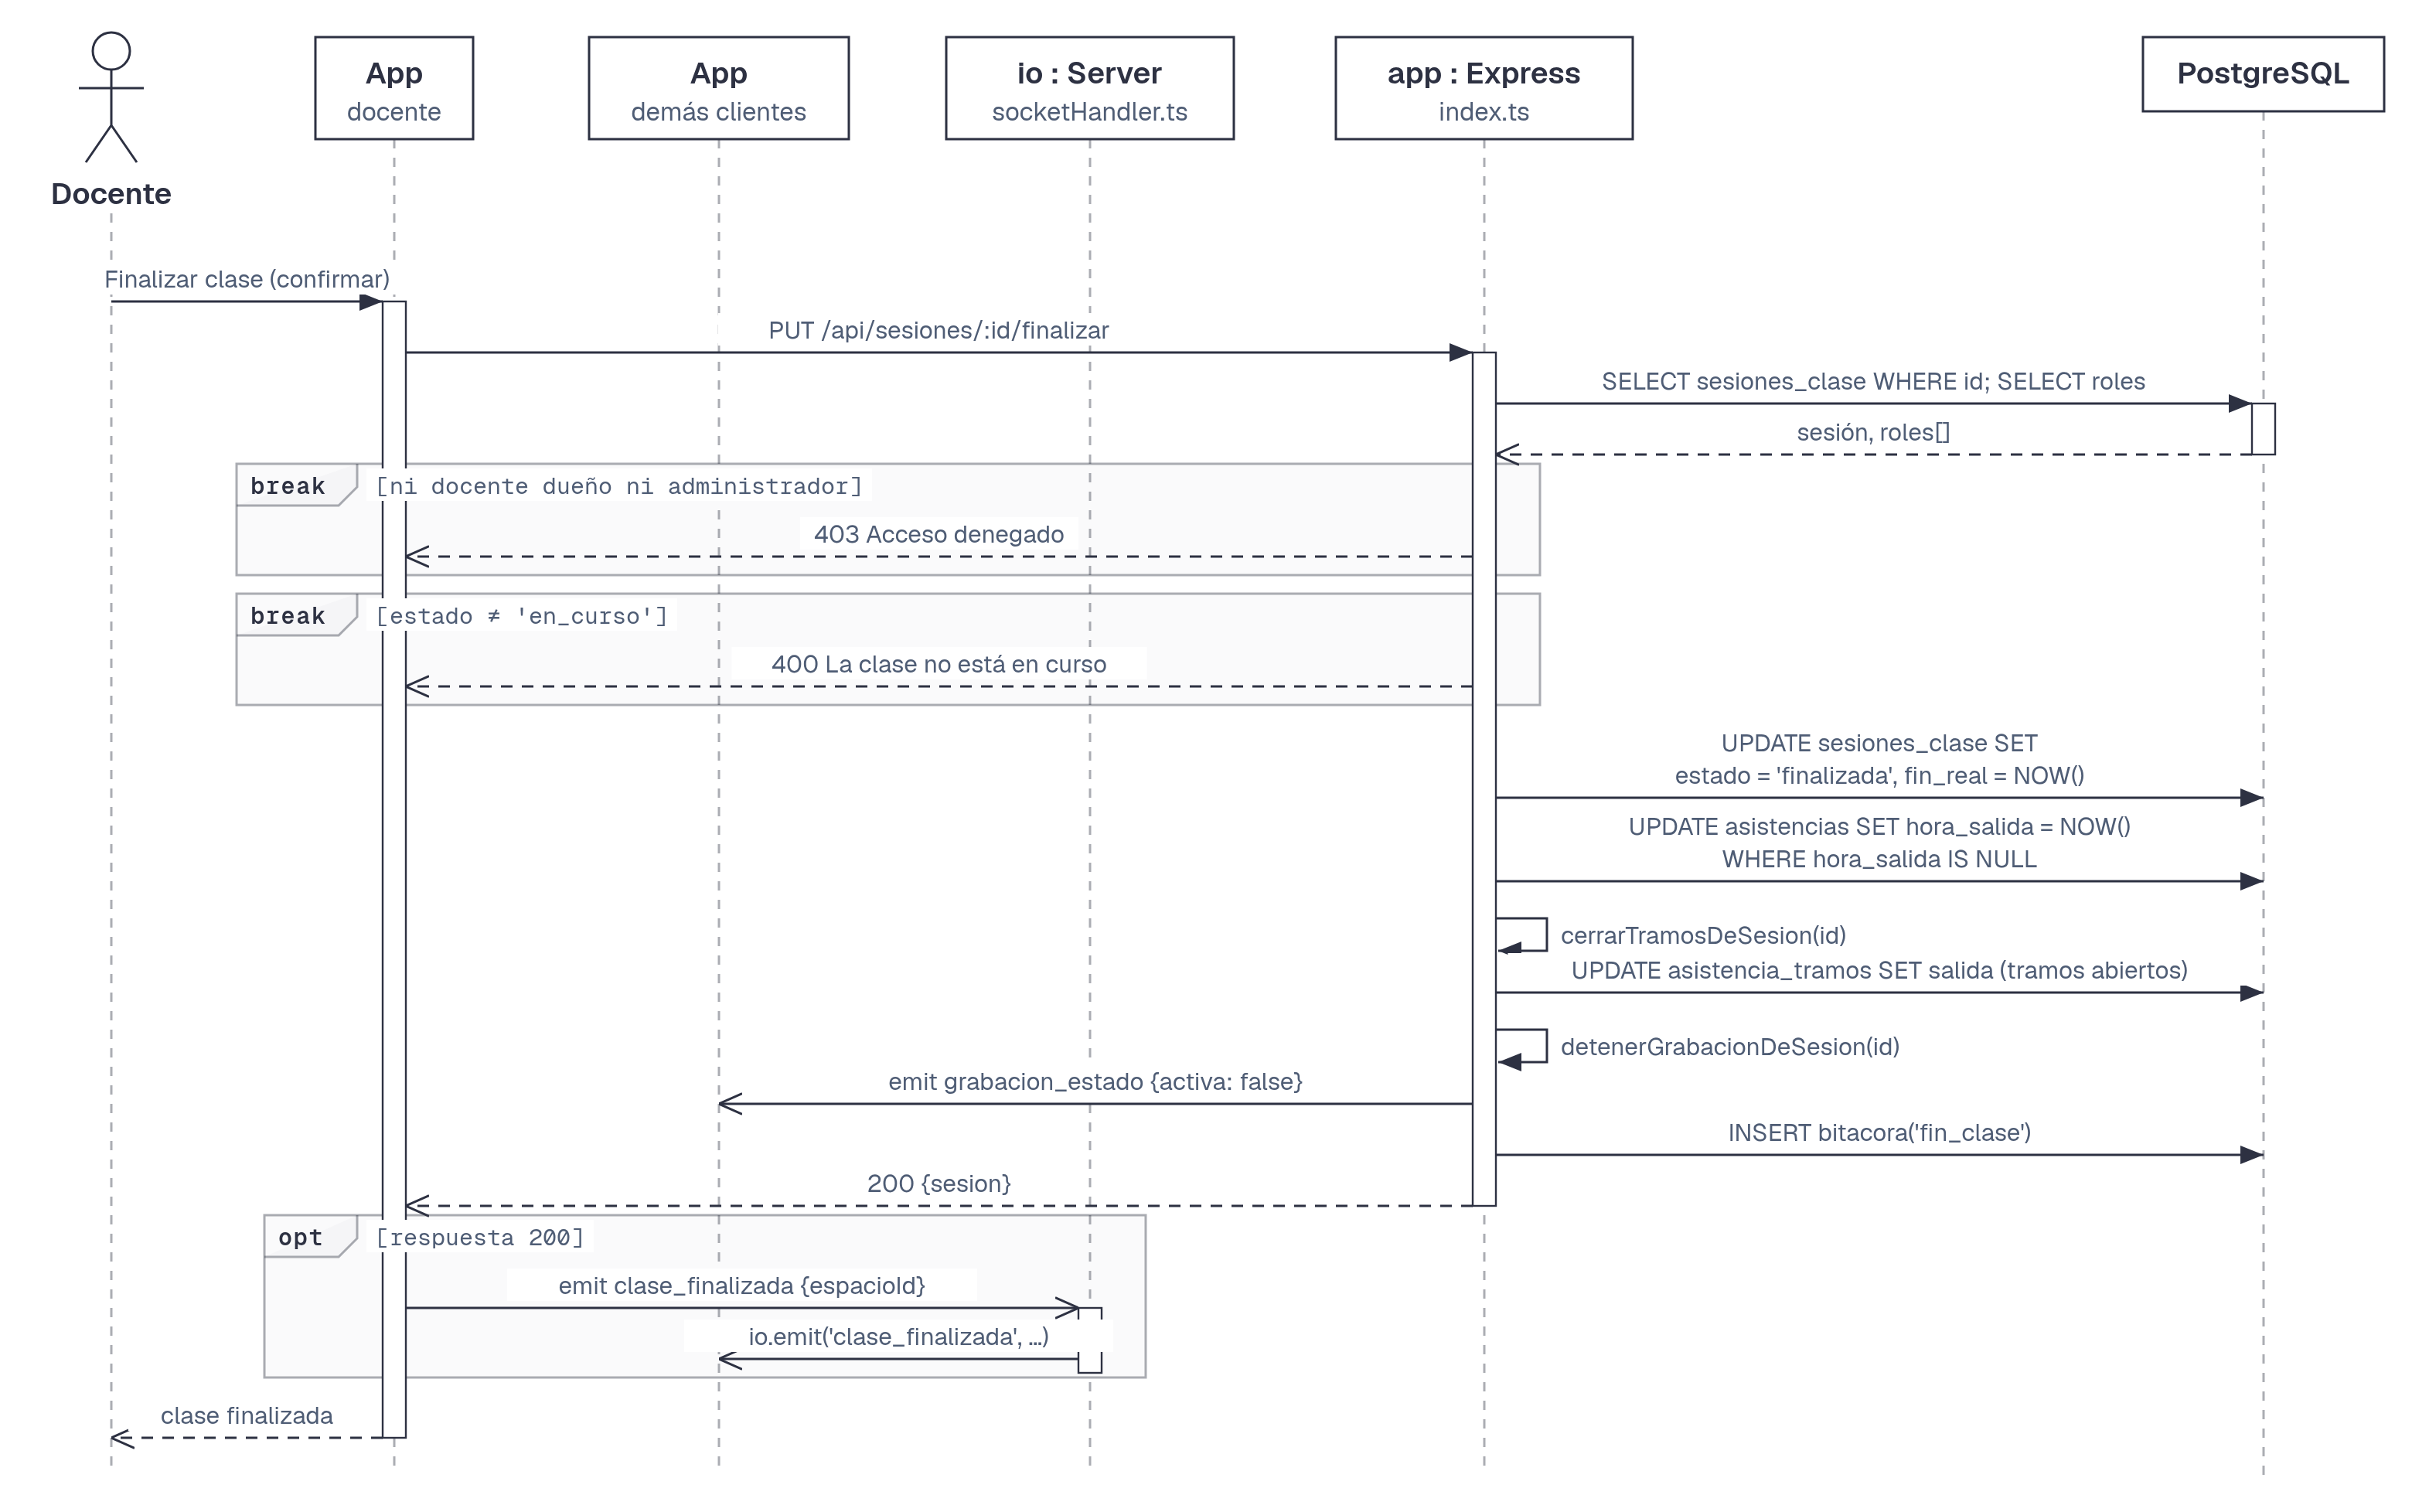 Docente
App
docente
App
demás clientes
io : Server
socketHandler.ts
app : Express
index.ts
PostgreSQL
Finalizar clase (confirmar)
PUT /api/sesiones/:id/finalizar
SELECT sesiones_clase WHERE id; SELECT roles
sesión, roles[]
break [ni docente dueño ni administrador]
403 Acceso denegado
break [estado ≠ 'en_curso']
400 La clase no está en curso
UPDATE sesiones_clase SET
estado = 'finalizada', fin_real = NOW()
UPDATE asistencias SET hora_salida = NOW()
WHERE hora_salida IS NULL
cerrarTramosDeSesion(id)
UPDATE asistencia_tramos SET salida (tramos abiertos)
detenerGrabacionDeSesion(id)
emit grabacion_estado {activa: false}
INSERT bitacora('fin_clase')
200 {sesion}
opt [respuesta 200]
emit clase_finalizada {espacioId}
io.emit('clase_finalizada', ...)
clase finalizada